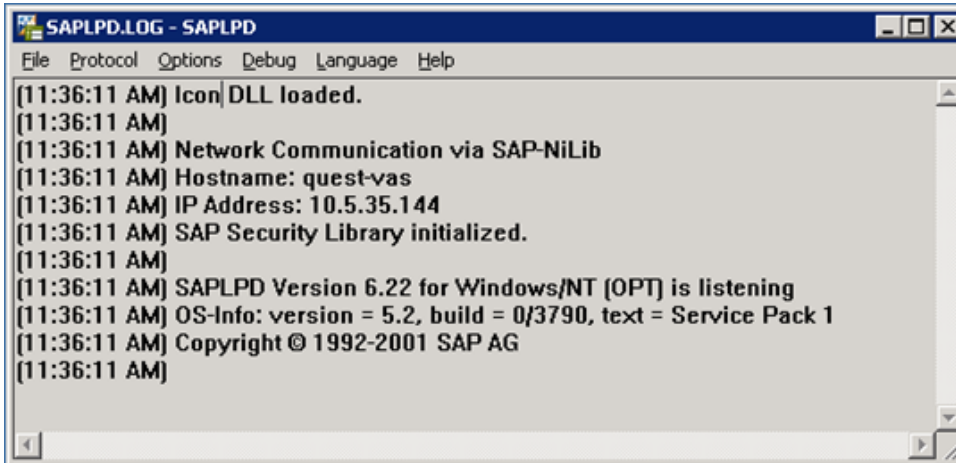 SAPLPD.LOG - SAPLPD
File Protocol Options Debug Language Help
(11:36:11 AM) Icon DLL loaded.
(11:36:11 AM)
(11:36:11 AM) Network Communication via SAP-NiLib
(11:36:11 AM) Hostname: quest-vas
(11:36:11 AM) IP Address: 10.5.35.144
(11:36:11 AM) SAP Security Library initialized.
(11:36:11 AM)
(11:36:11 AM) SAPLPD Version 6.22 for Windows/NT (OPT) is listening
(11:36:11 AM) OS-Info: version = 5.2, build = 0/3790, text = Service Pack 1
(11:36:11 AM) Copyright © 1992-2001 SAP AG
(11:36:11 AM)